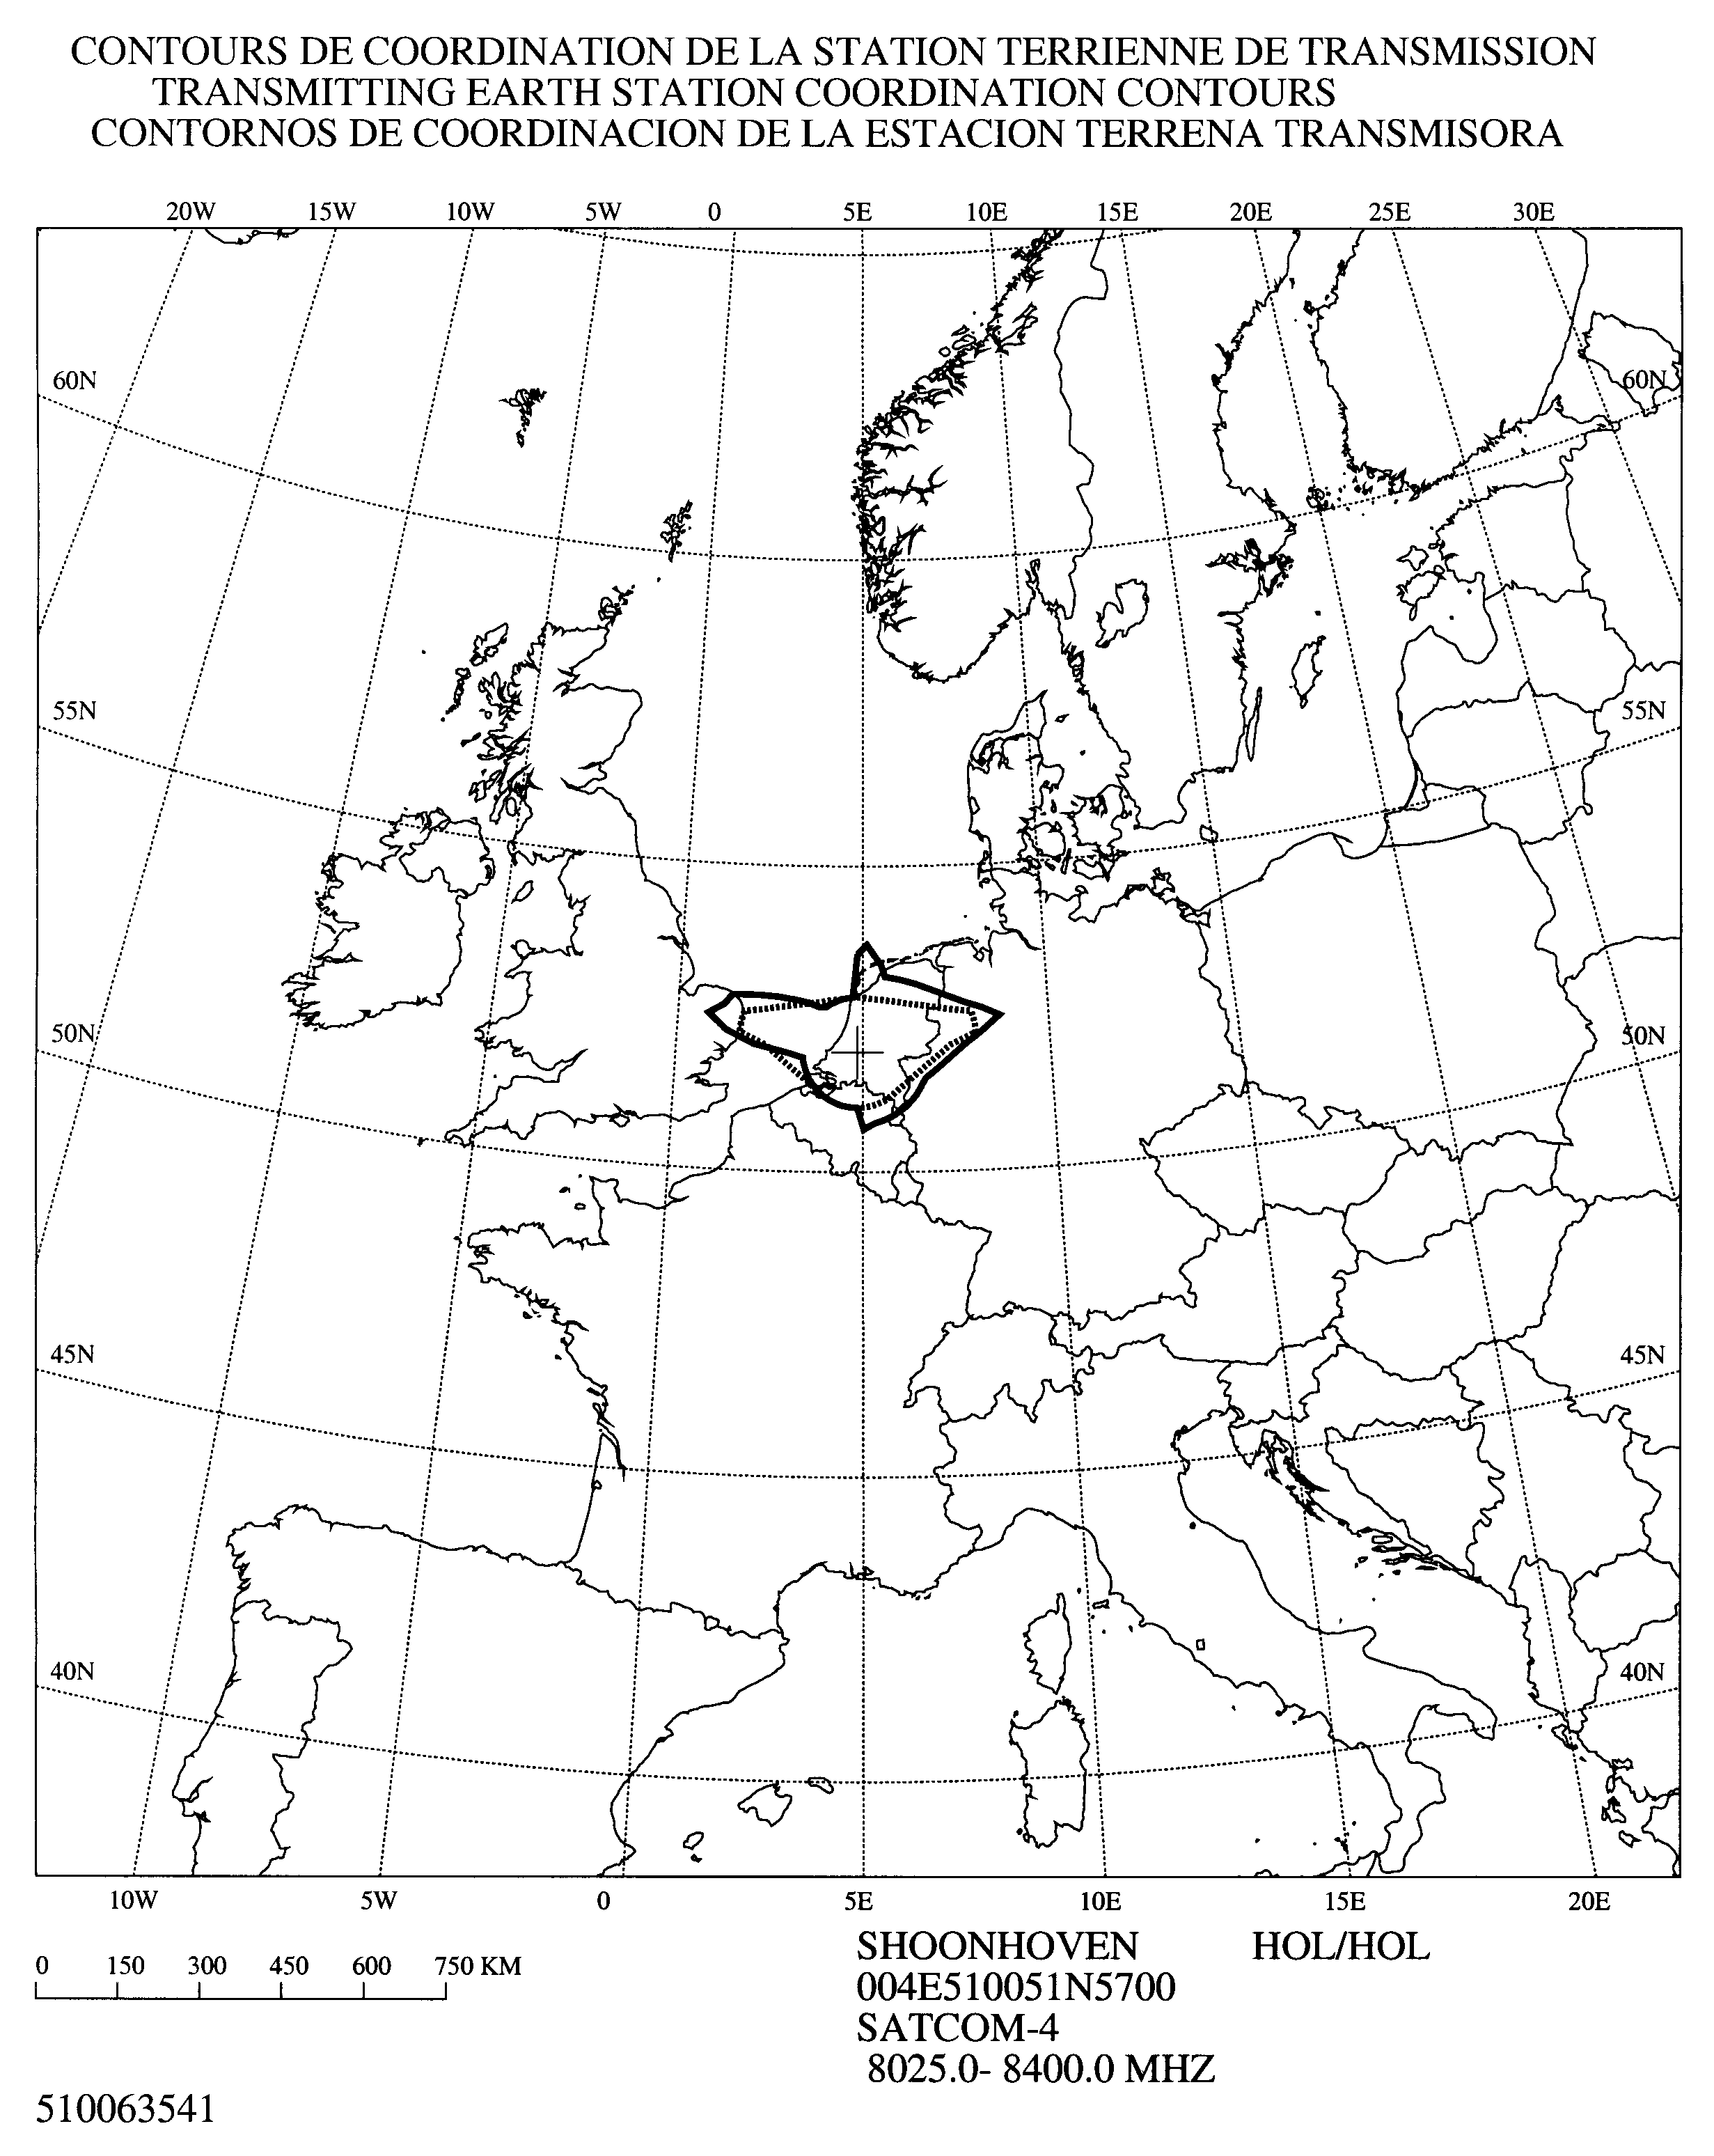 CONTOURS DE COORDINATION DE LA STATION TERRIENNE DE TRANSMISSION
TRANSMITTING EARTH STATION COORDINATION CONTOURS
CONTORNOS DE COORDINACION DE LA ESTACION TERRENA TRANSMISORA
20W 15W 10W 5W 0 5E 10E 15E 20E 25E 30E
60N 60N
55N 55N
50N 50N
45N 45N
40N 40N
10W 5W 0 5E 10E 15E 20E
0 150 300 450 600 750 KM
SHOONHOVEN HOL/HOL
004E510051N5700
SATCOM-4
8025.0- 8400.0 MHZ
510063541